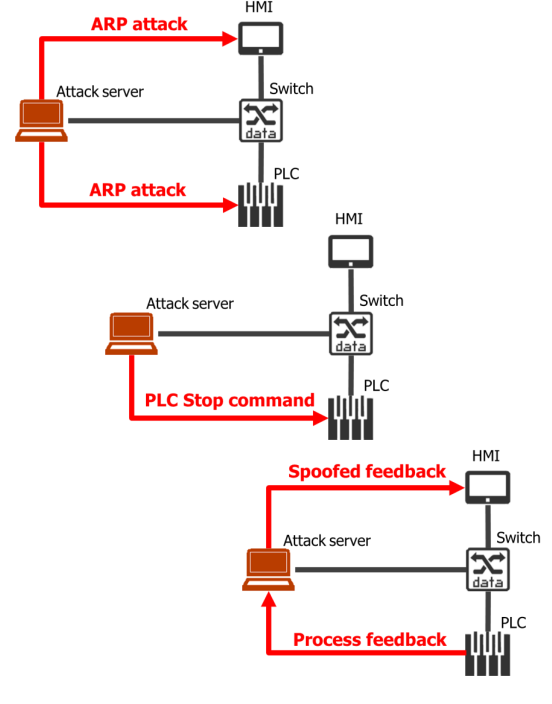 HMI
ARP attack
Attack server
Switch
data
PLC
ARP attack
HMI
Attack server
Switch
data
PLC
PLC Stop command
HMI
Spoofed feedback
Attack server
Switch
data
PLC
Process feedback